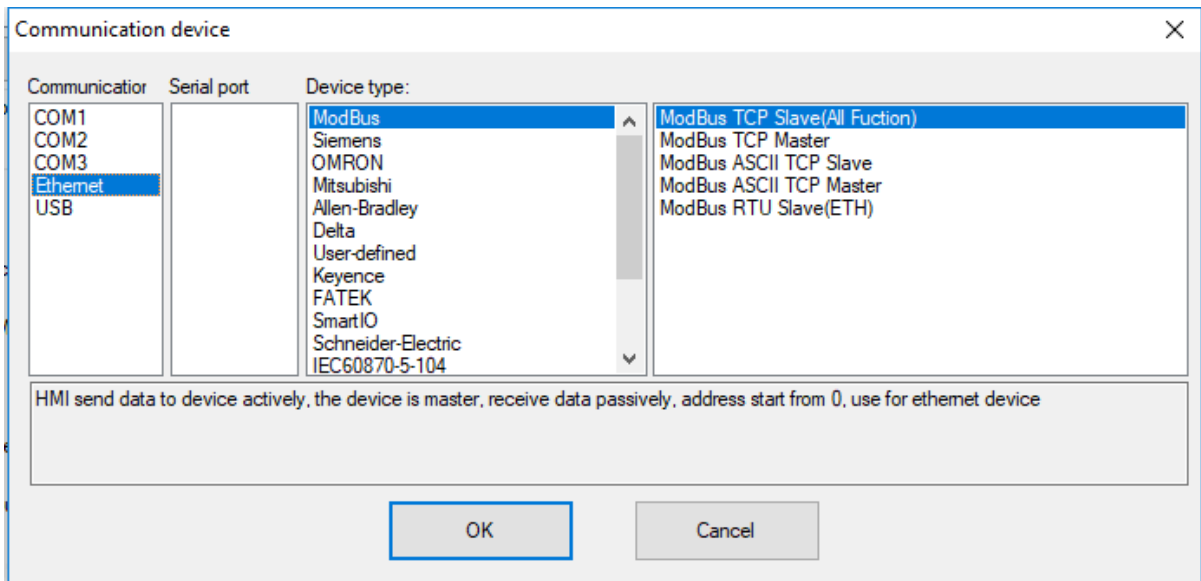 Communication device
Communication
Serial port
Device type:
COM1
COM2
COM3
Ethernet
USB
ModBus
Siemens
OMRON
Mitsubishi
Allen-Bradley
Delta
User-defined
Keyence
FATEK
SmartIO
Schneider-Electric
IEC60870-5-104
ModBus TCP Slave(All Fuction)
ModBus TCP Master
ModBus ASCII TCP Slave
ModBus ASCII TCP Master
ModBus RTU Slave(ETH)
HMI send data to device actively, the device is master, receive data passively, address start from 0, use for ethernet device
OK
Cancel